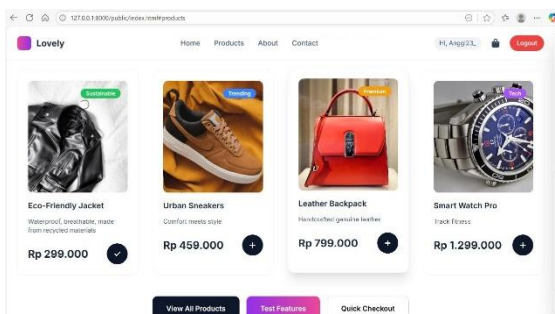 127.0.0.1:8000/public/index.html#products
Lovely
Home
Products
About
Contact
Hi, Anggi23_
Logout
Sustainable
Trending
Premium
Tech
Eco-Friendly Jacket
Waterproof, breathable, made
from recycled materials
Rp 299.000
Urban Sneakers
Comfort meets style
Rp 459.000
+
Leather Backpack
Handcrafted genuine leather
Rp 799.000
+
Smart Watch Pro
Track fitness
Rp 1.299.000
+
View All Products
Test Features
Quick Checkout